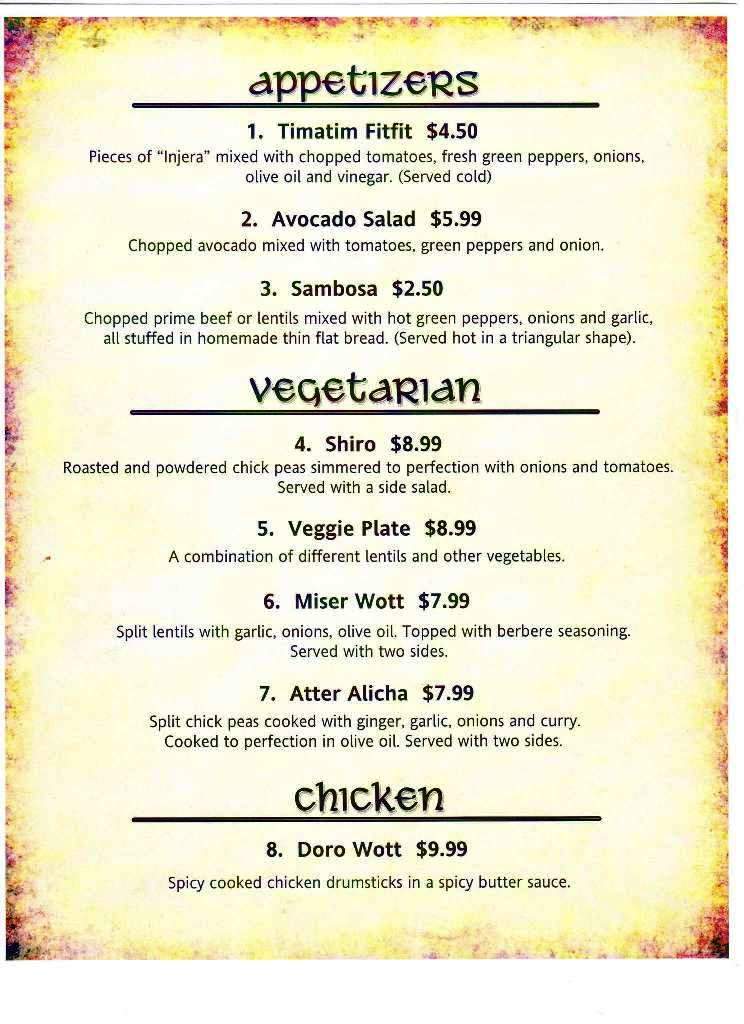 appetizers
1. Timatim Fitfit $4.50
Pieces of “Injera” mixed with chopped tomatoes, fresh green peppers, onions,
olive oil and vinegar. (Served cold)
2. Avocado Salad $5.99
Chopped avocado mixed with tomatoes, green peppers and onion.
3. Sambosa $2.50
Chopped prime beef or lentils mixed with hot green peppers, onions and garlic,
all stuffed in homemade thin flat bread. (Served hot in a triangular shape).
vegetarian
4. Shiro $8.99
Roasted and powdered chick peas simmered to perfection with onions and tomatoes.
Served with a side salad.
5. Veggie Plate $8.99
A combination of different lentils and other vegetables.
6. Miser Wott $7.99
Split lentils with garlic, onions, olive oil. Topped with berbere seasoning.
Served with two sides.
7. Atter Alicha $7.99
Split chick peas cooked with ginger, garlic, onions and curry.
Cooked to perfection in olive oil. Served with two sides.
chicken
8. Doro Wott $9.99
Spicy cooked chicken drumsticks in a spicy butter sauce.